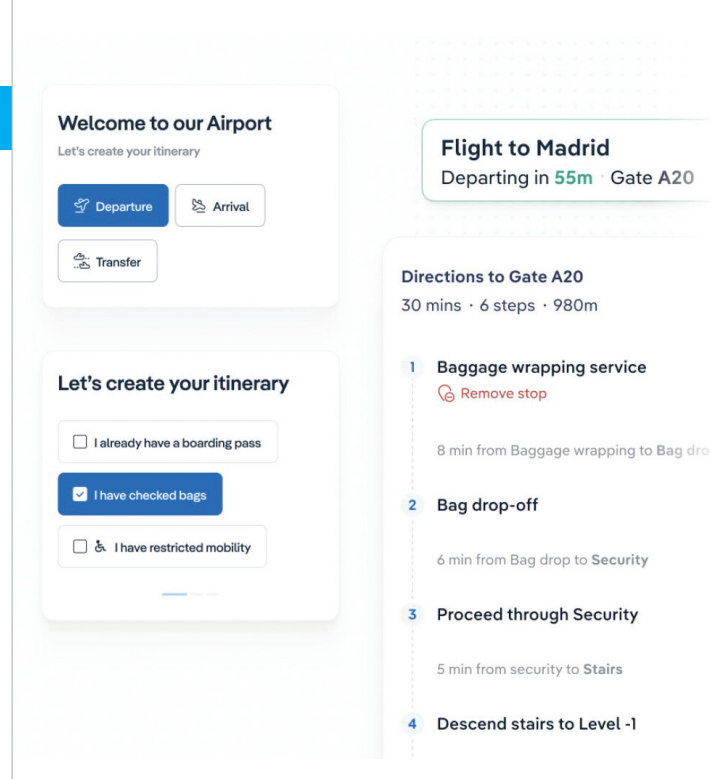 Welcome to our Airport
Let's create your itinerary
Departure
Arrival
Transfer
Let's create your itinerary
I already have a boarding pass
I have checked bags
I have restricted mobility
Flight to Madrid
Departing in 55m · Gate A20
Directions to Gate A20
30 mins · 6 steps · 980m
1 Baggage wrapping service
Remove stop
8 min from Baggage wrapping to Bag dro
2 Bag drop-off
6 min from Bag drop to Security
3 Proceed through Security
5 min from security to Stairs
4 Descend stairs to Level -1